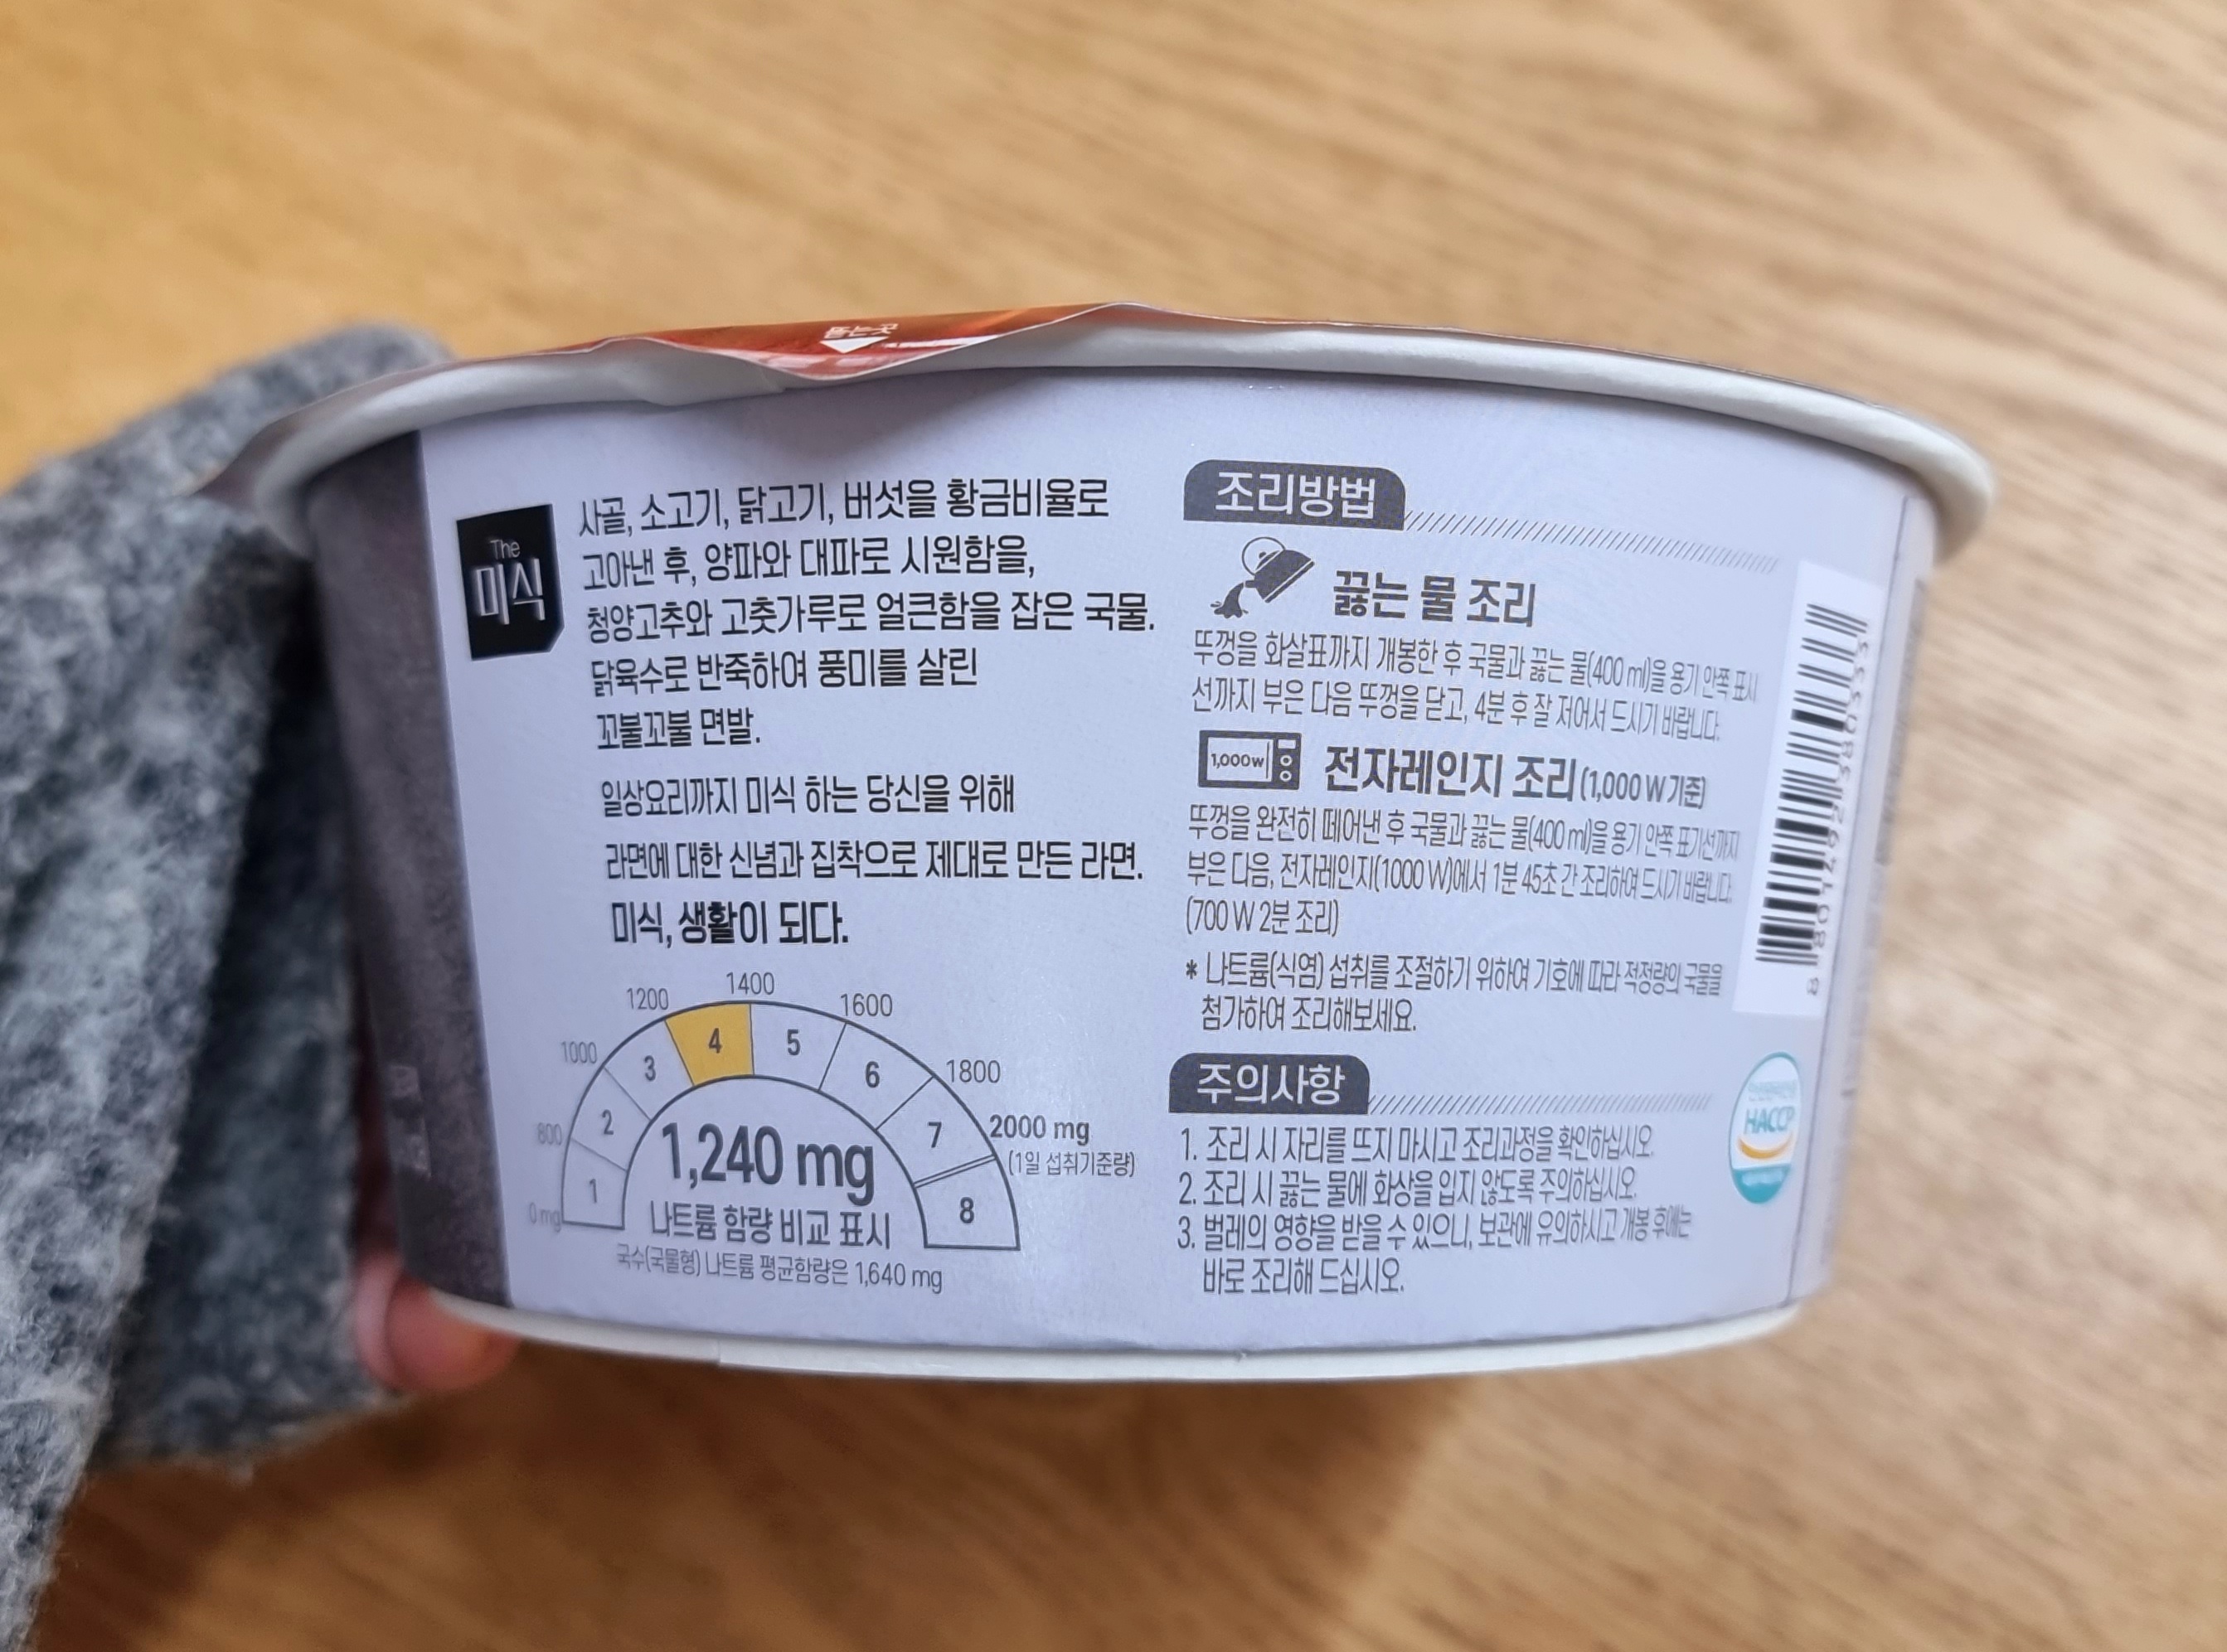 뜯는곳
The
미식
사골, 소고기, 닭고기, 버섯을 황금비율로
고아낸 후, 양파와 대파로 시원함을,
청양고추와 고춧가루로 얼큰함을 잡은 국물.
닭육수로 반죽하여 풍미를 살린
꼬불꼬불 면발.
일상요리까지 미식 하는 당신을 위해
라면에 대한 신념과 집착으로 제대로 만든 라면.
미식, 생활이 되다.
0 mg
800
1000
1200
1400
1600
1800
2000 mg
(1일 섭취기준량)
1
2
3
4
5
6
7
8
1,240 mg
나트륨 함량 비교 표시
국수(국물형) 나트륨 평균함량은 1,640 mg
조리방법
끓는 물 조리
뚜껑을 화살표까지 개봉한 후 국물과 끓는 물(400 ml)을 용기 안쪽 표시
선까지 부은 다음 뚜껑을 닫고, 4분 후 잘 저어서 드시기 바랍니다.
1,000w
전자레인지 조리 (1,000 W 기준)
뚜껑을 완전히 떼어낸 후 국물과 끓는 물(400 ml)을 용기 안쪽 표기선까지
부은 다음, 전자레인지(1000 W)에서 1분 45초 간 조리하여 드시기 바랍니다.
(700 W 2분 조리)
* 나트륨(식염) 섭취를 조절하기 위하여 기호에 따라 적정량의 국물을
첨가하여 조리해보세요.
주의사항
1. 조리 시 자리를 뜨지 마시고 조리과정을 확인하십시오.
2. 조리 시 끓는 물에 화상을 입지 않도록 주의하십시오.
3. 벌레의 영향을 받을 수 있으니, 보관에 유의하시고 개봉 후에는
바로 조리해 드십시오.
HACCP